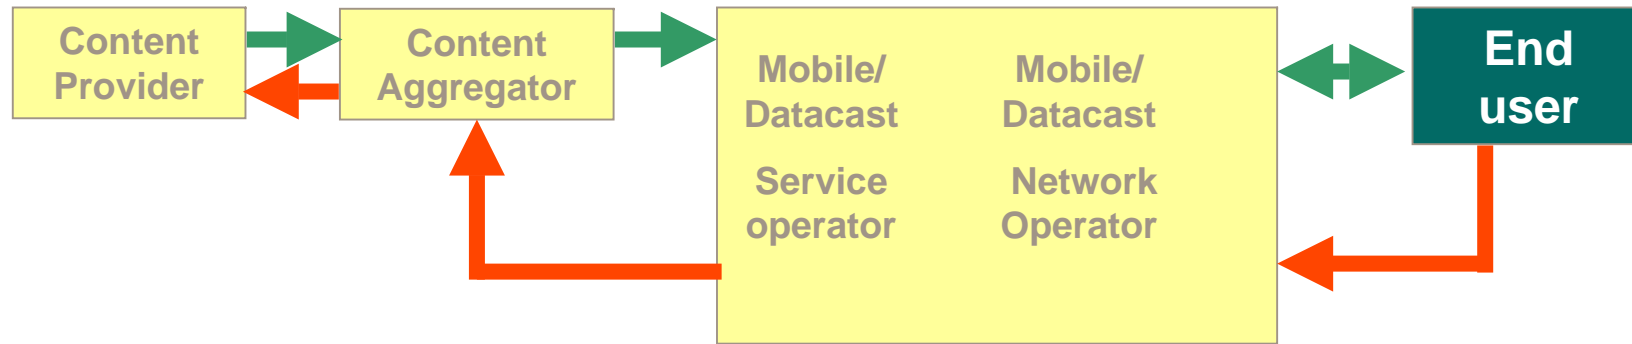 Content
Provider
Content
Aggregator
Mobile/
Datacast
Service
operator
Mobile/
Datacast
Network
Operator
End
user